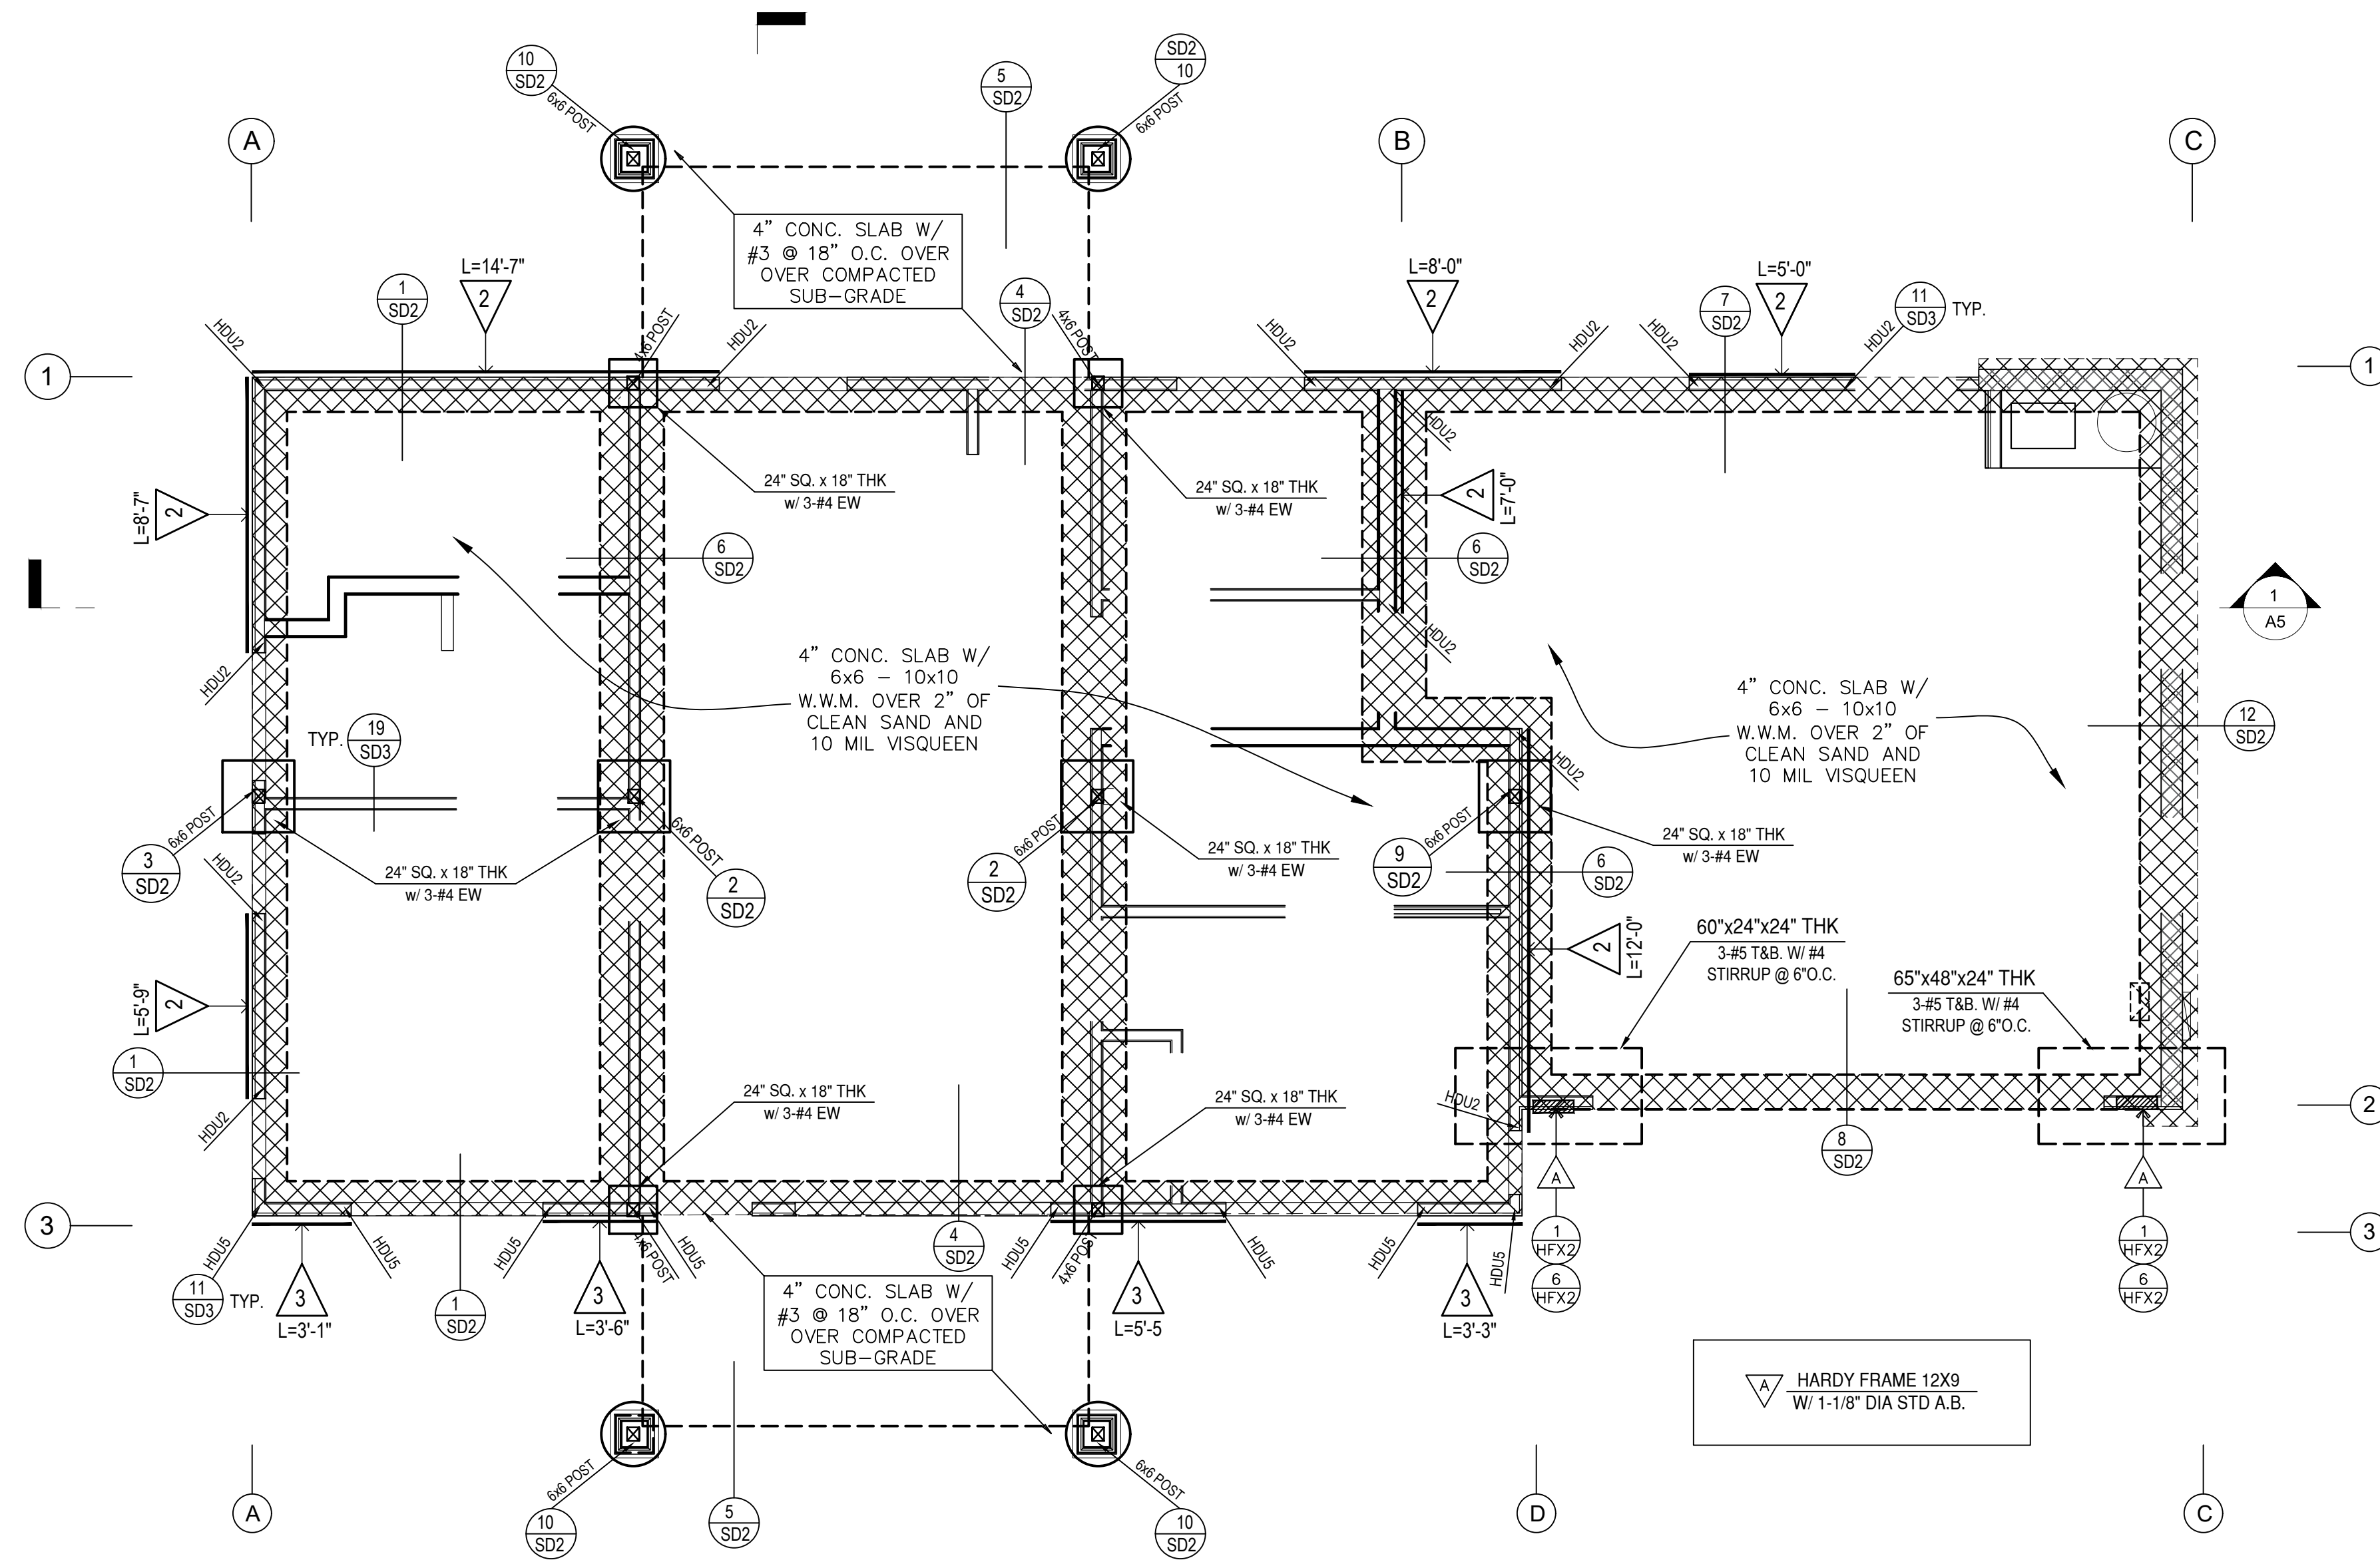 10
SD2
6x6 POST
5
SD2
SD2
10
6x6 POST
A
B
C
4” CONC. SLAB W/
#3 @ 18” O.C. OVER
OVER COMPACTED
SUB-GRADE
L=14'-7"
2
1
SD2
4
SD2
L=8'-0"
2
L=5'-0"
2
7
SD2
11
SD3
TYP.
HDU2
4x6 POST
HDU2
4x6 POST
HDU2
HDU2
HDU2
HDU2
1
1
HDU2
24" SQ. x 18" THK
w/ 3-#4 EW
24" SQ. x 18" THK
w/ 3-#4 EW
L=8'-7"
2
2
L=7'-0"
6
SD2
6
SD2
1
A5
HDU2
HDU2
4” CONC. SLAB W/
6x6 – 10x10
W.W.M. OVER 2” OF
CLEAN SAND AND
10 MIL VISQUEEN
4” CONC. SLAB W/
6x6 – 10x10
W.W.M. OVER 2” OF
CLEAN SAND AND
10 MIL VISQUEEN
TYP.
19
SD3
12
SD2
HDU2
6x6 POST
3
SD2
HDU2
24" SQ. x 18" THK
w/ 3-#4 EW
6x6 POST
2
SD2
6x6 POST
2
SD2
24" SQ. x 18" THK
w/ 3-#4 EW
6x6 POST
9
SD2
24" SQ. x 18" THK
w/ 3-#4 EW
6
SD2
2
L=12'-0"
60"x24"x24" THK
3-#5 T&B. W/ #4
STIRRUP @ 6"O.C.
65"x48"x24" THK
3-#5 T&B. W/ #4
STIRRUP @ 6"O.C.
L=5'-9"
2
1
SD2
HDU2
24" SQ. x 18" THK
w/ 3-#4 EW
24" SQ. x 18" THK
w/ 3-#4 EW
HDU2
2
8
SD2
A
A
3
3
1
HFX2
6
HFX2
1
HFX2
6
HFX2
HDU5
HDU5
HDU5
4x6 POST
HDU5
4
SD2
HDU5
4x6 POST
HDU5
HDU5
HDU5
11
SD3
TYP.
3
L=3'-1"
1
SD2
3
L=3'-6"
3
L=5'-5
3
L=3'-3"
4” CONC. SLAB W/
#3 @ 18” O.C. OVER
OVER COMPACTED
SUB-GRADE
A
HARDY FRAME 12X9
W/ 1-1/8" DIA STD A.B.
6x6 POST
10
SD2
5
SD2
6x6 POST
10
SD2
A
D
C